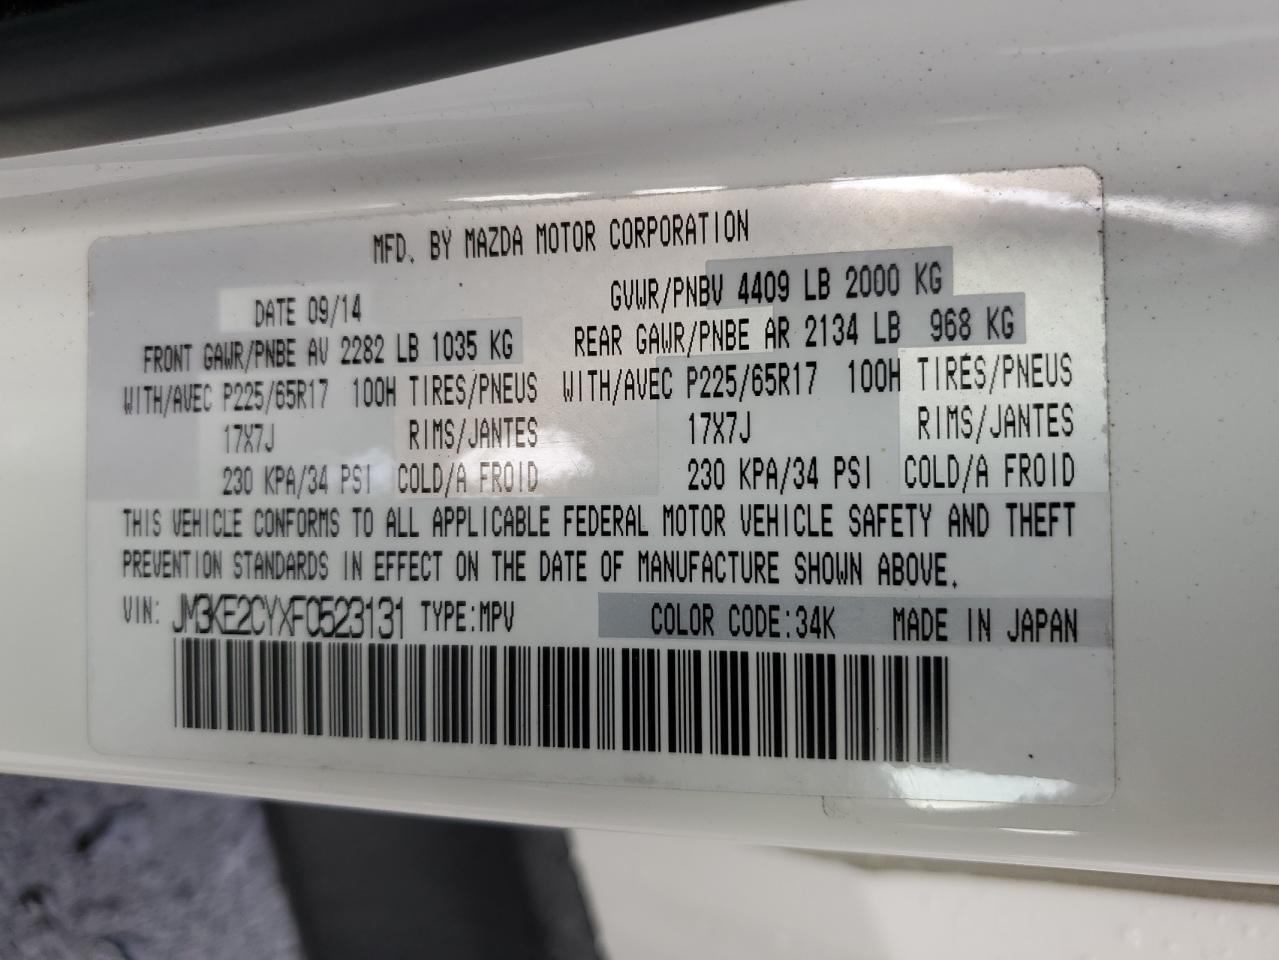 MFD. BY MAZDA MOTOR CORPORATION
DATE 09/14 GVWR/PNBV 4409 LB 2000 KG
FRONT GAWR/PNBE AV 2282 LB 1035 KG REAR GAWR/PNBE AR 2134 LB 968 KG
WITH/AVEC P225/65R17 100H TIRES/PNEUS WITH/AVEC P225/65R17 100H TIRES/PNEUS
17X7J RIMS/JANTES 17X7J RIMS/JANTES
230 KPA/34 PSI COLD/A FROID 230 KPA/34 PSI COLD/A FROID
THIS VEHICLE CONFORMS TO ALL APPLICABLE FEDERAL MOTOR VEHICLE SAFETY AND THEFT
PREVENTION STANDARDS IN EFFECT ON THE DATE OF MANUFACTURE SHOWN ABOVE.
VIN: JM3KE2CYXF0523131 TYPE:MPV COLOR CODE:34K MADE IN JAPAN